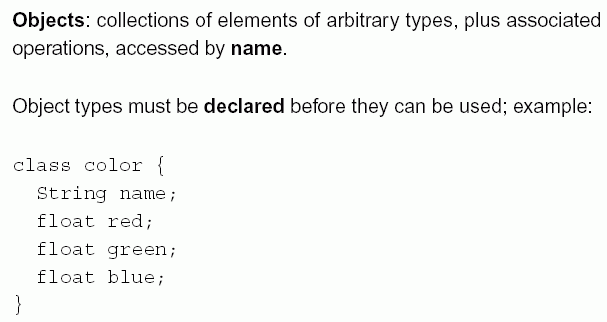 Objects: collections of elements of arbitrary types, plus associated
operations, accessed by name.
Object types must be declared before they can be used; example:
class color {
  String name;
  float red;
  float green;
  float blue;
}